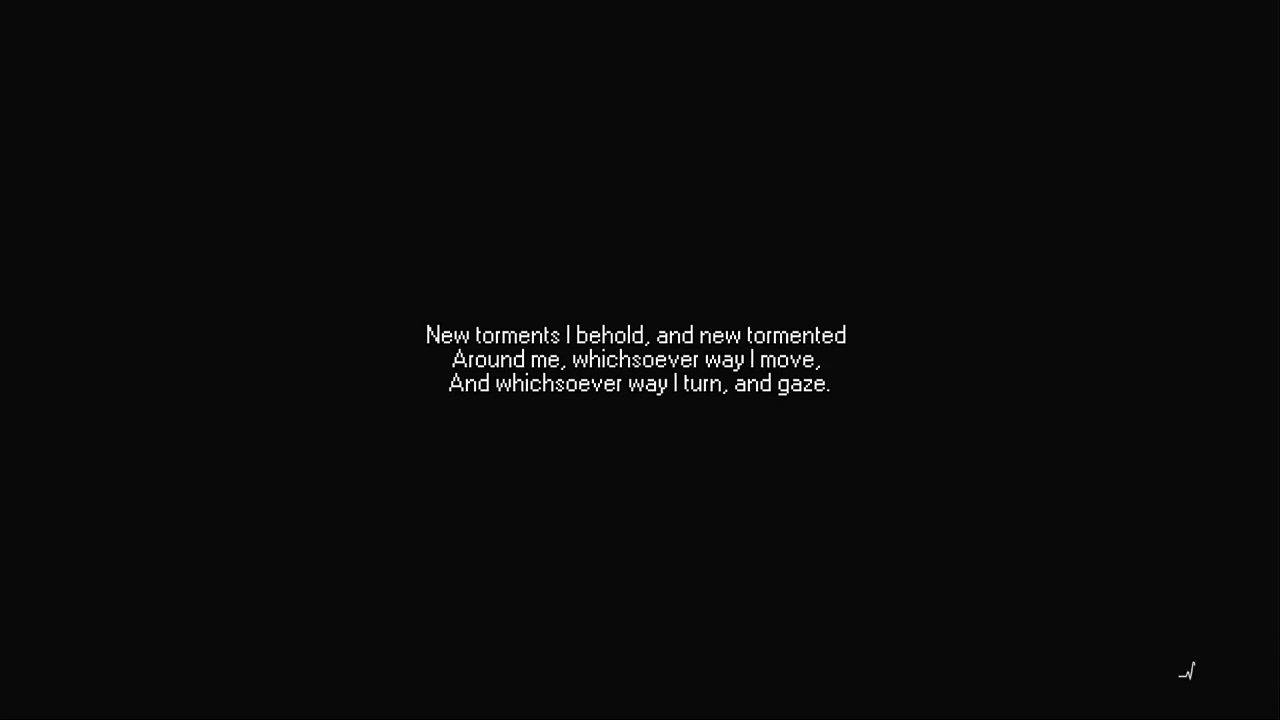 New torments I behold, and new tormented
Around me, whichsoever way I move,
And whichsoever way I turn, and gaze.